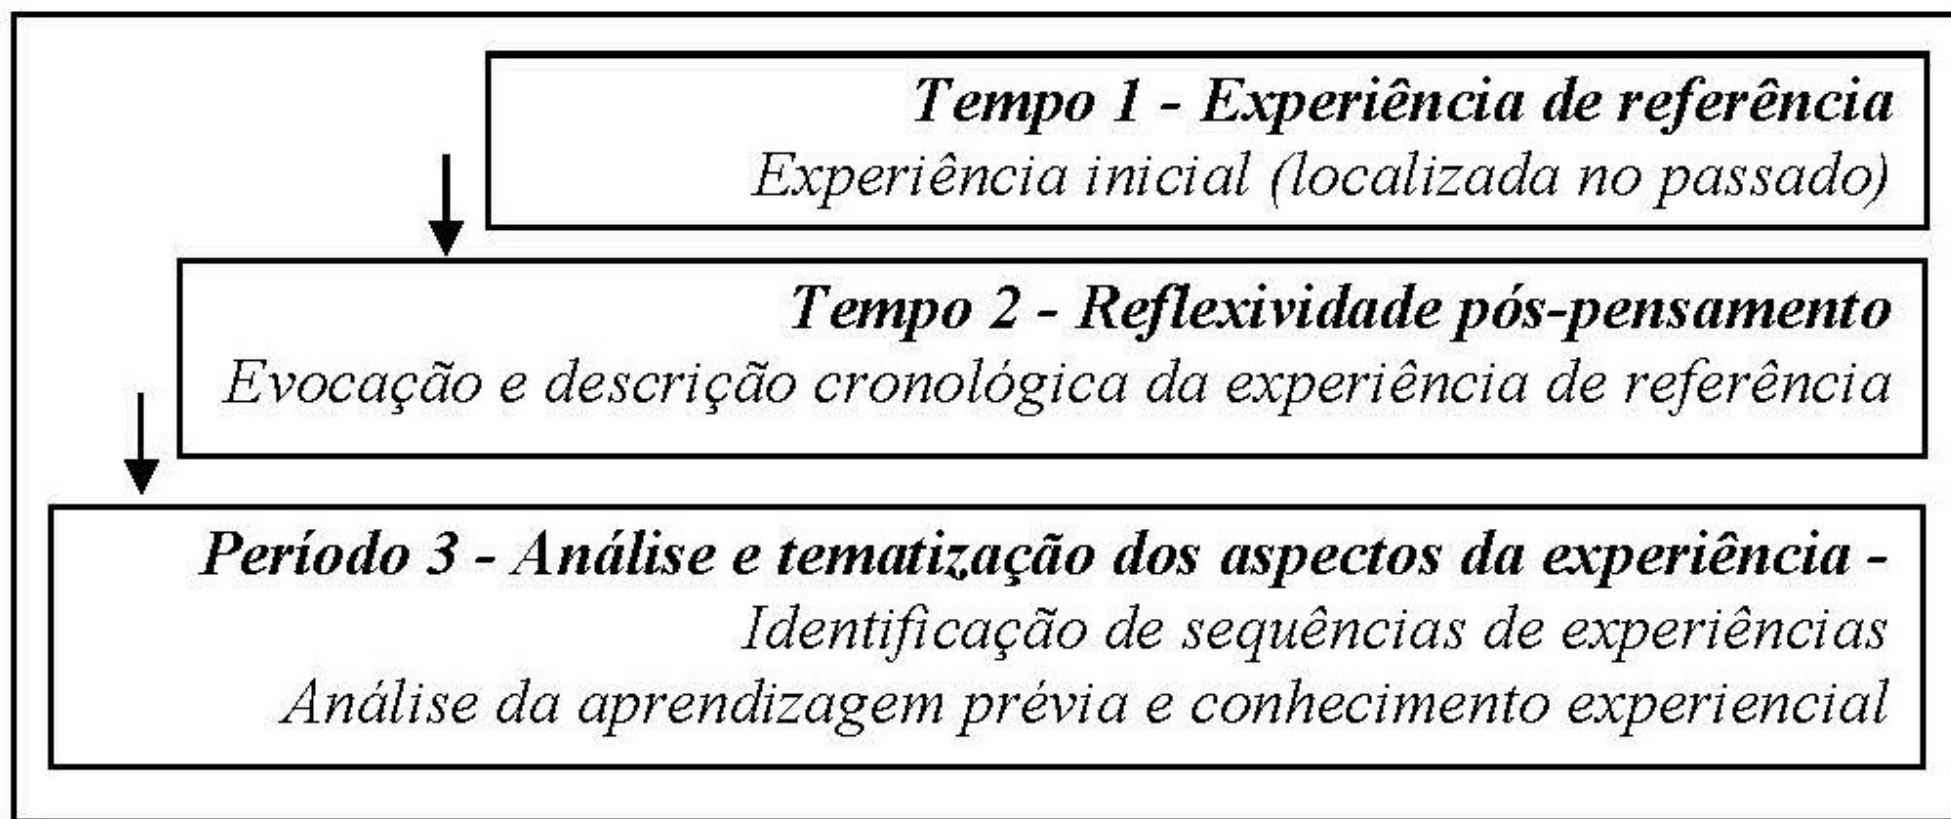 Tempo 1 - Experiência de referência
Experiência inicial (localizada no passado)
Tempo 2 - Reflexividade pós-pensamento
Evocação e descrição cronológica da experiência de referência
Período 3 - Análise e tematização dos aspectos da experiência -
Identificação de sequências de experiências
Análise da aprendizagem prévia e conhecimento experiencial